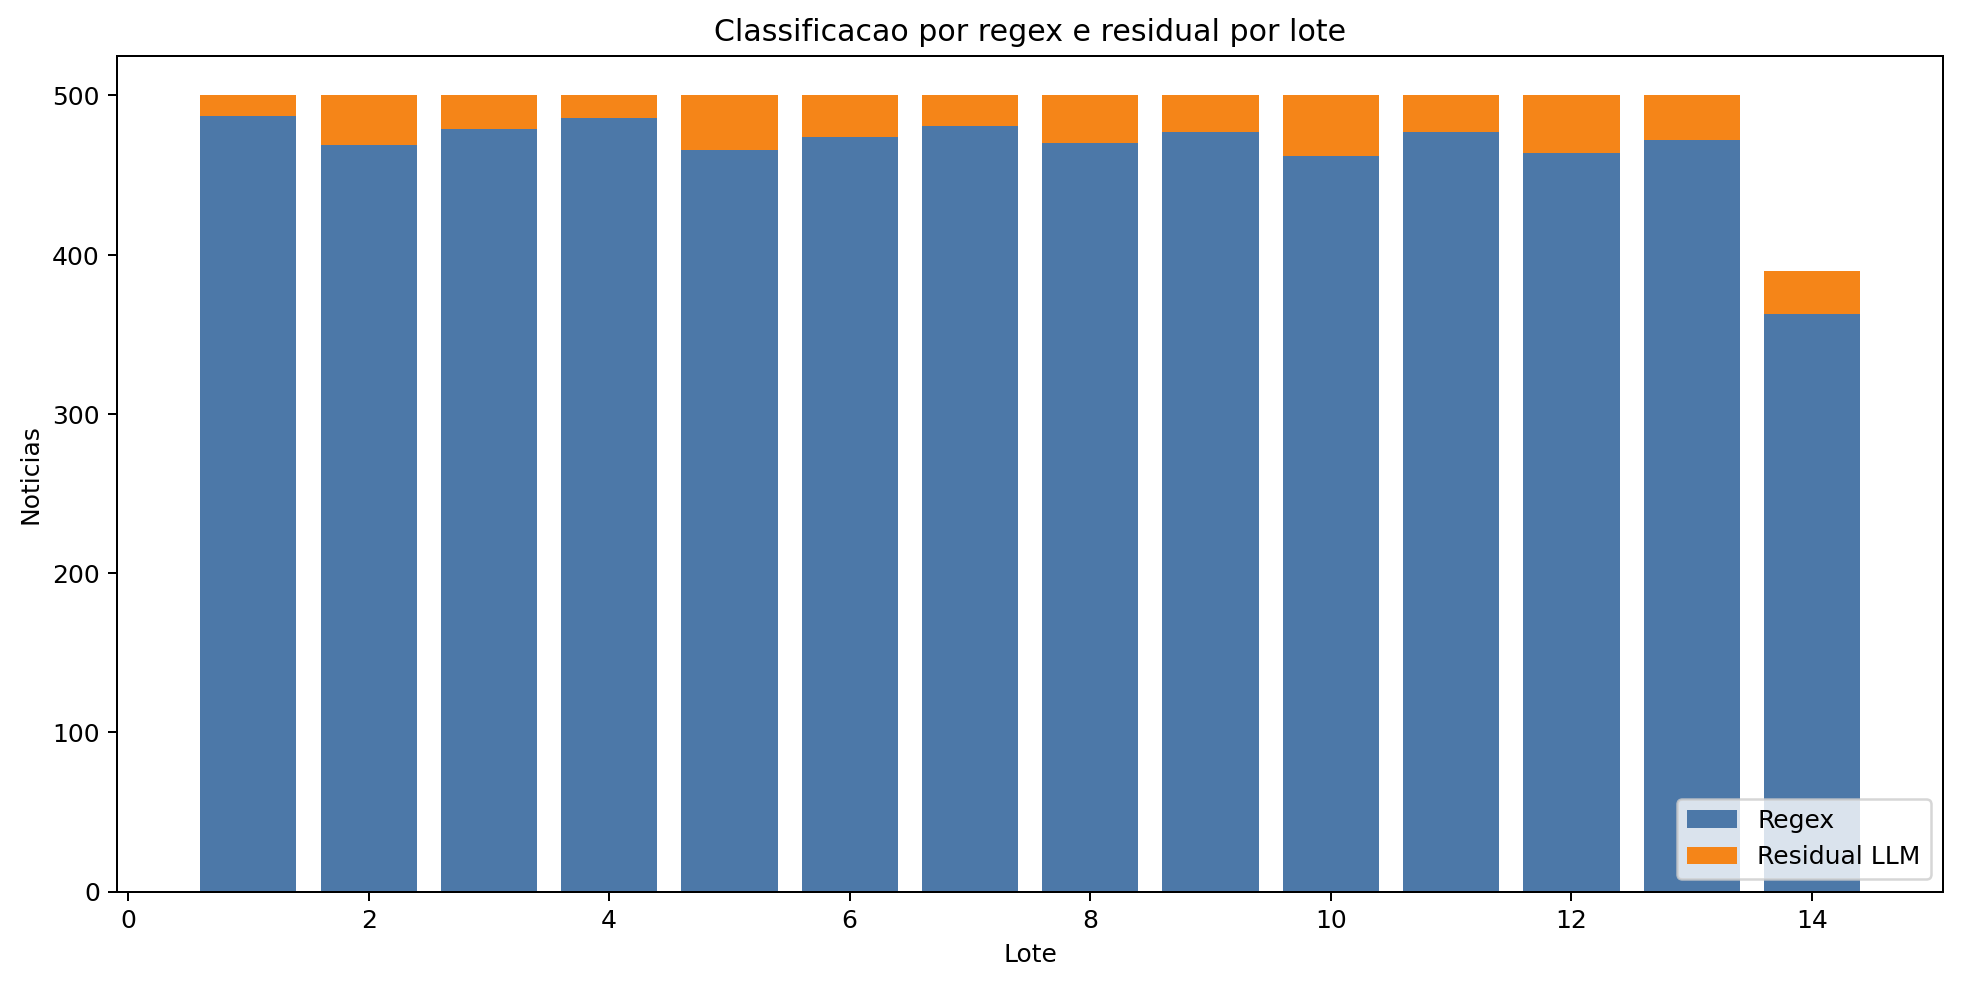 Classificacao por regex e residual por lote
500
400
300
200
100
0
Noticias
0 2 4 6 8 10 12 14
Lote
Regex
Residual LLM